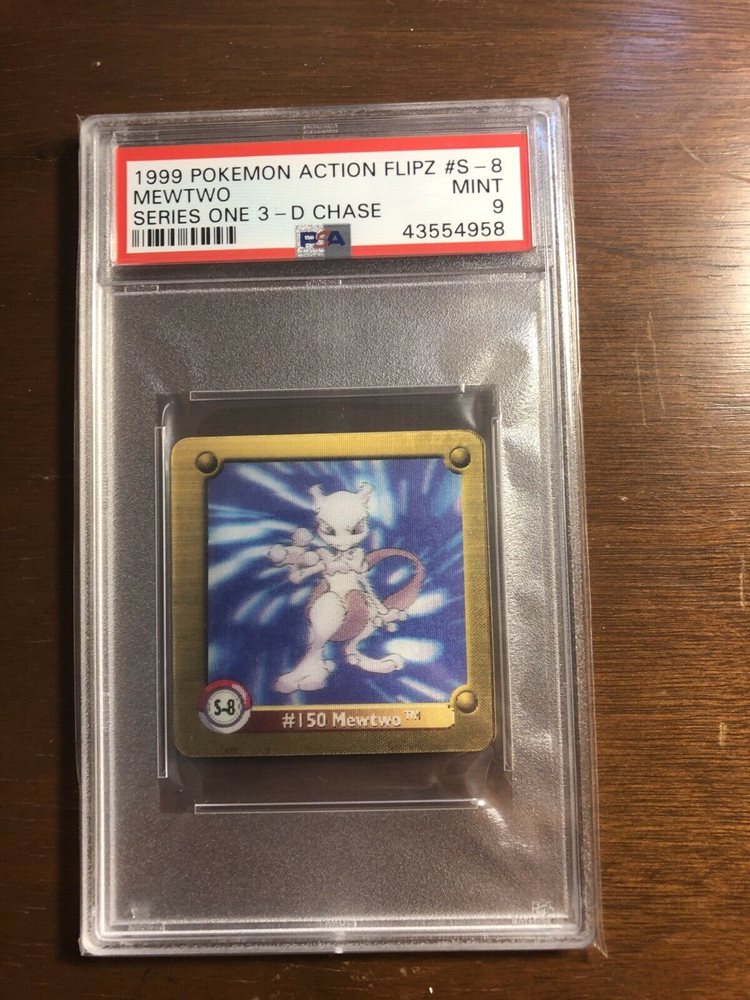 1999 POKEMON ACTION FLIPZ #S-8
MEWTWO MINT
SERIES ONE 3-D CHASE 9
PSA 43554958
S-8
#150 Mewtwo™